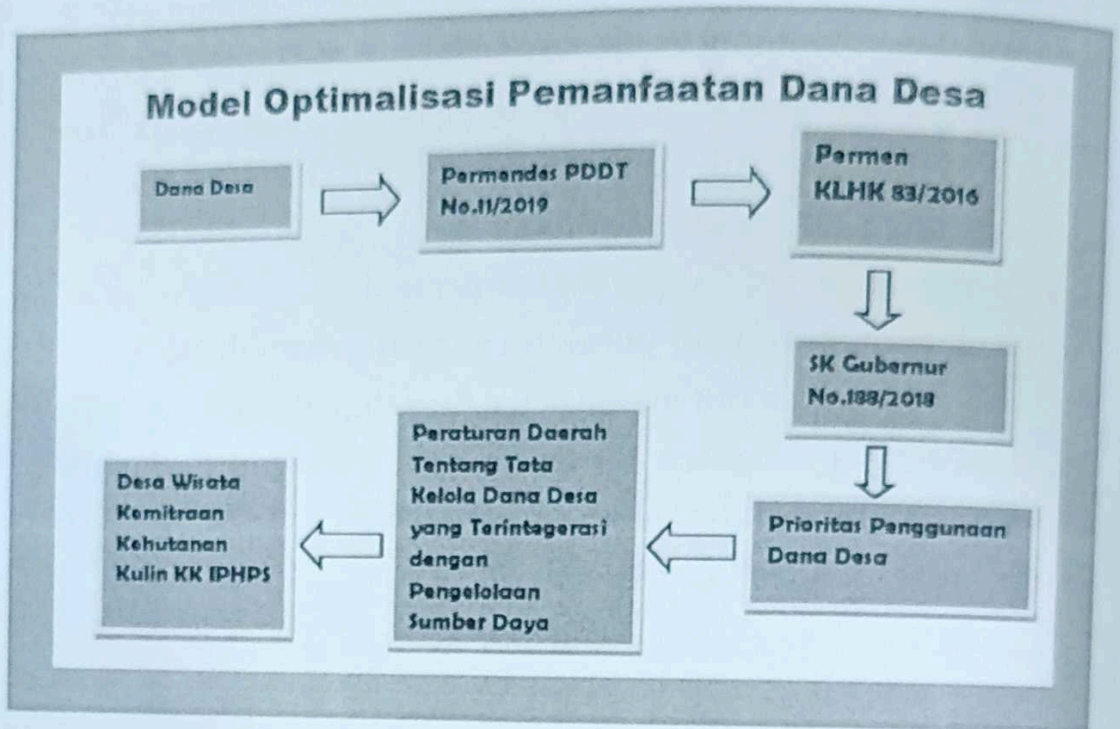 Model Optimalisasi Pemanfaatan Dana Desa
Dana Desa
Permendes PDDT
No.11/2019
Permen
KLHK 83/2016
SK Gubernur
No.188/2018
Prioritas Penggunaan
Dana Desa
Peraturan Daerah
Tentang Tata
Kelola Dana Desa
yang Terintegerasi
dengan
Pengelolaan
Sumber Daya
Desa Wisata
Kemitraan
Kehutanan
Kulin KK IPHPS